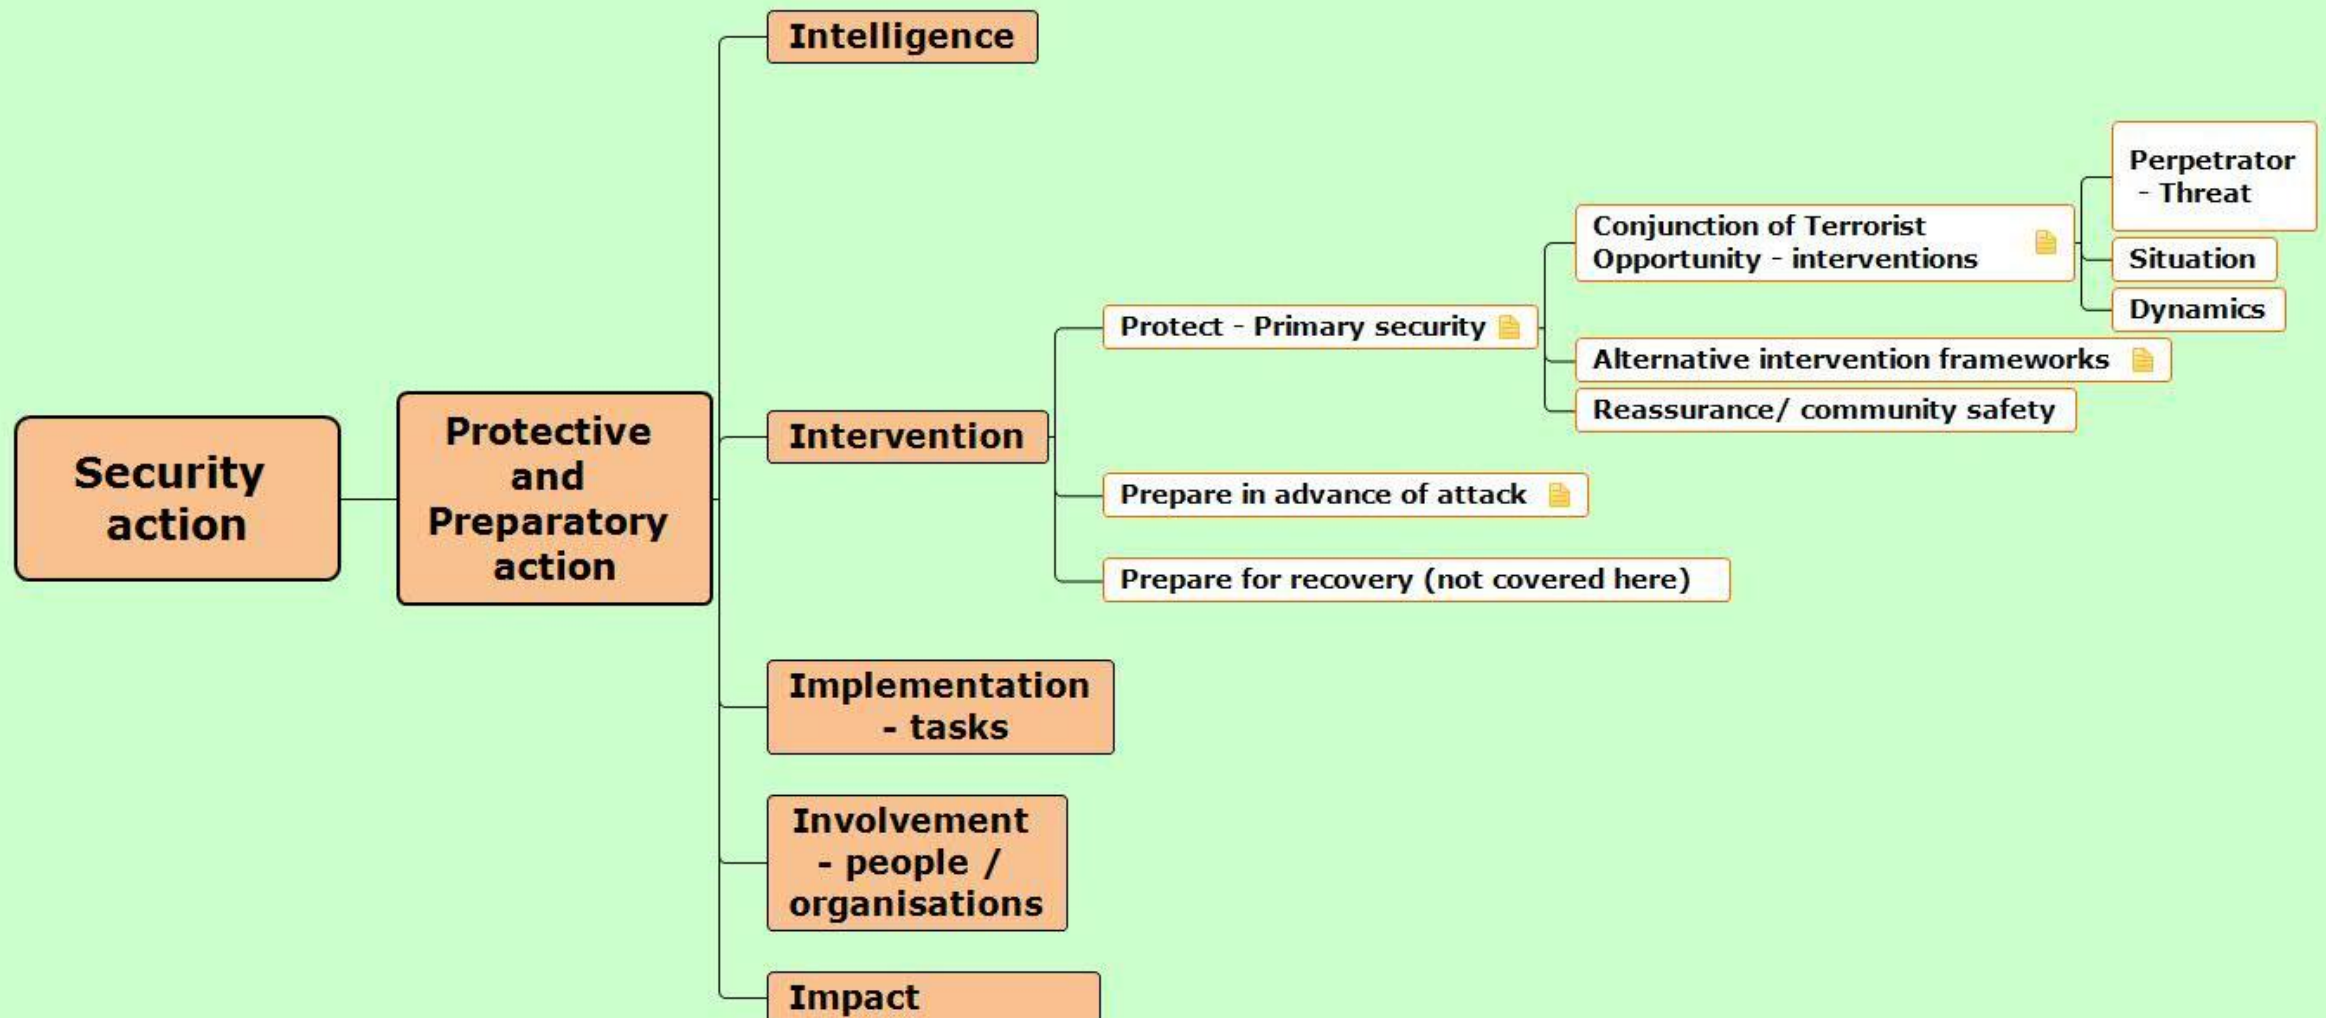 Security
action
Protective
and
Preparatory
action
Intelligence
Intervention
Protect - Primary security
Conjunction of Terrorist
Opportunity - interventions
Perpetrator
- Threat
Situation
Dynamics
Alternative intervention frameworks
Reassurance/ community safety
Prepare in advance of attack
Prepare for recovery (not covered here)
Implementation
- tasks
Involvement
- people /
organisations
Impact